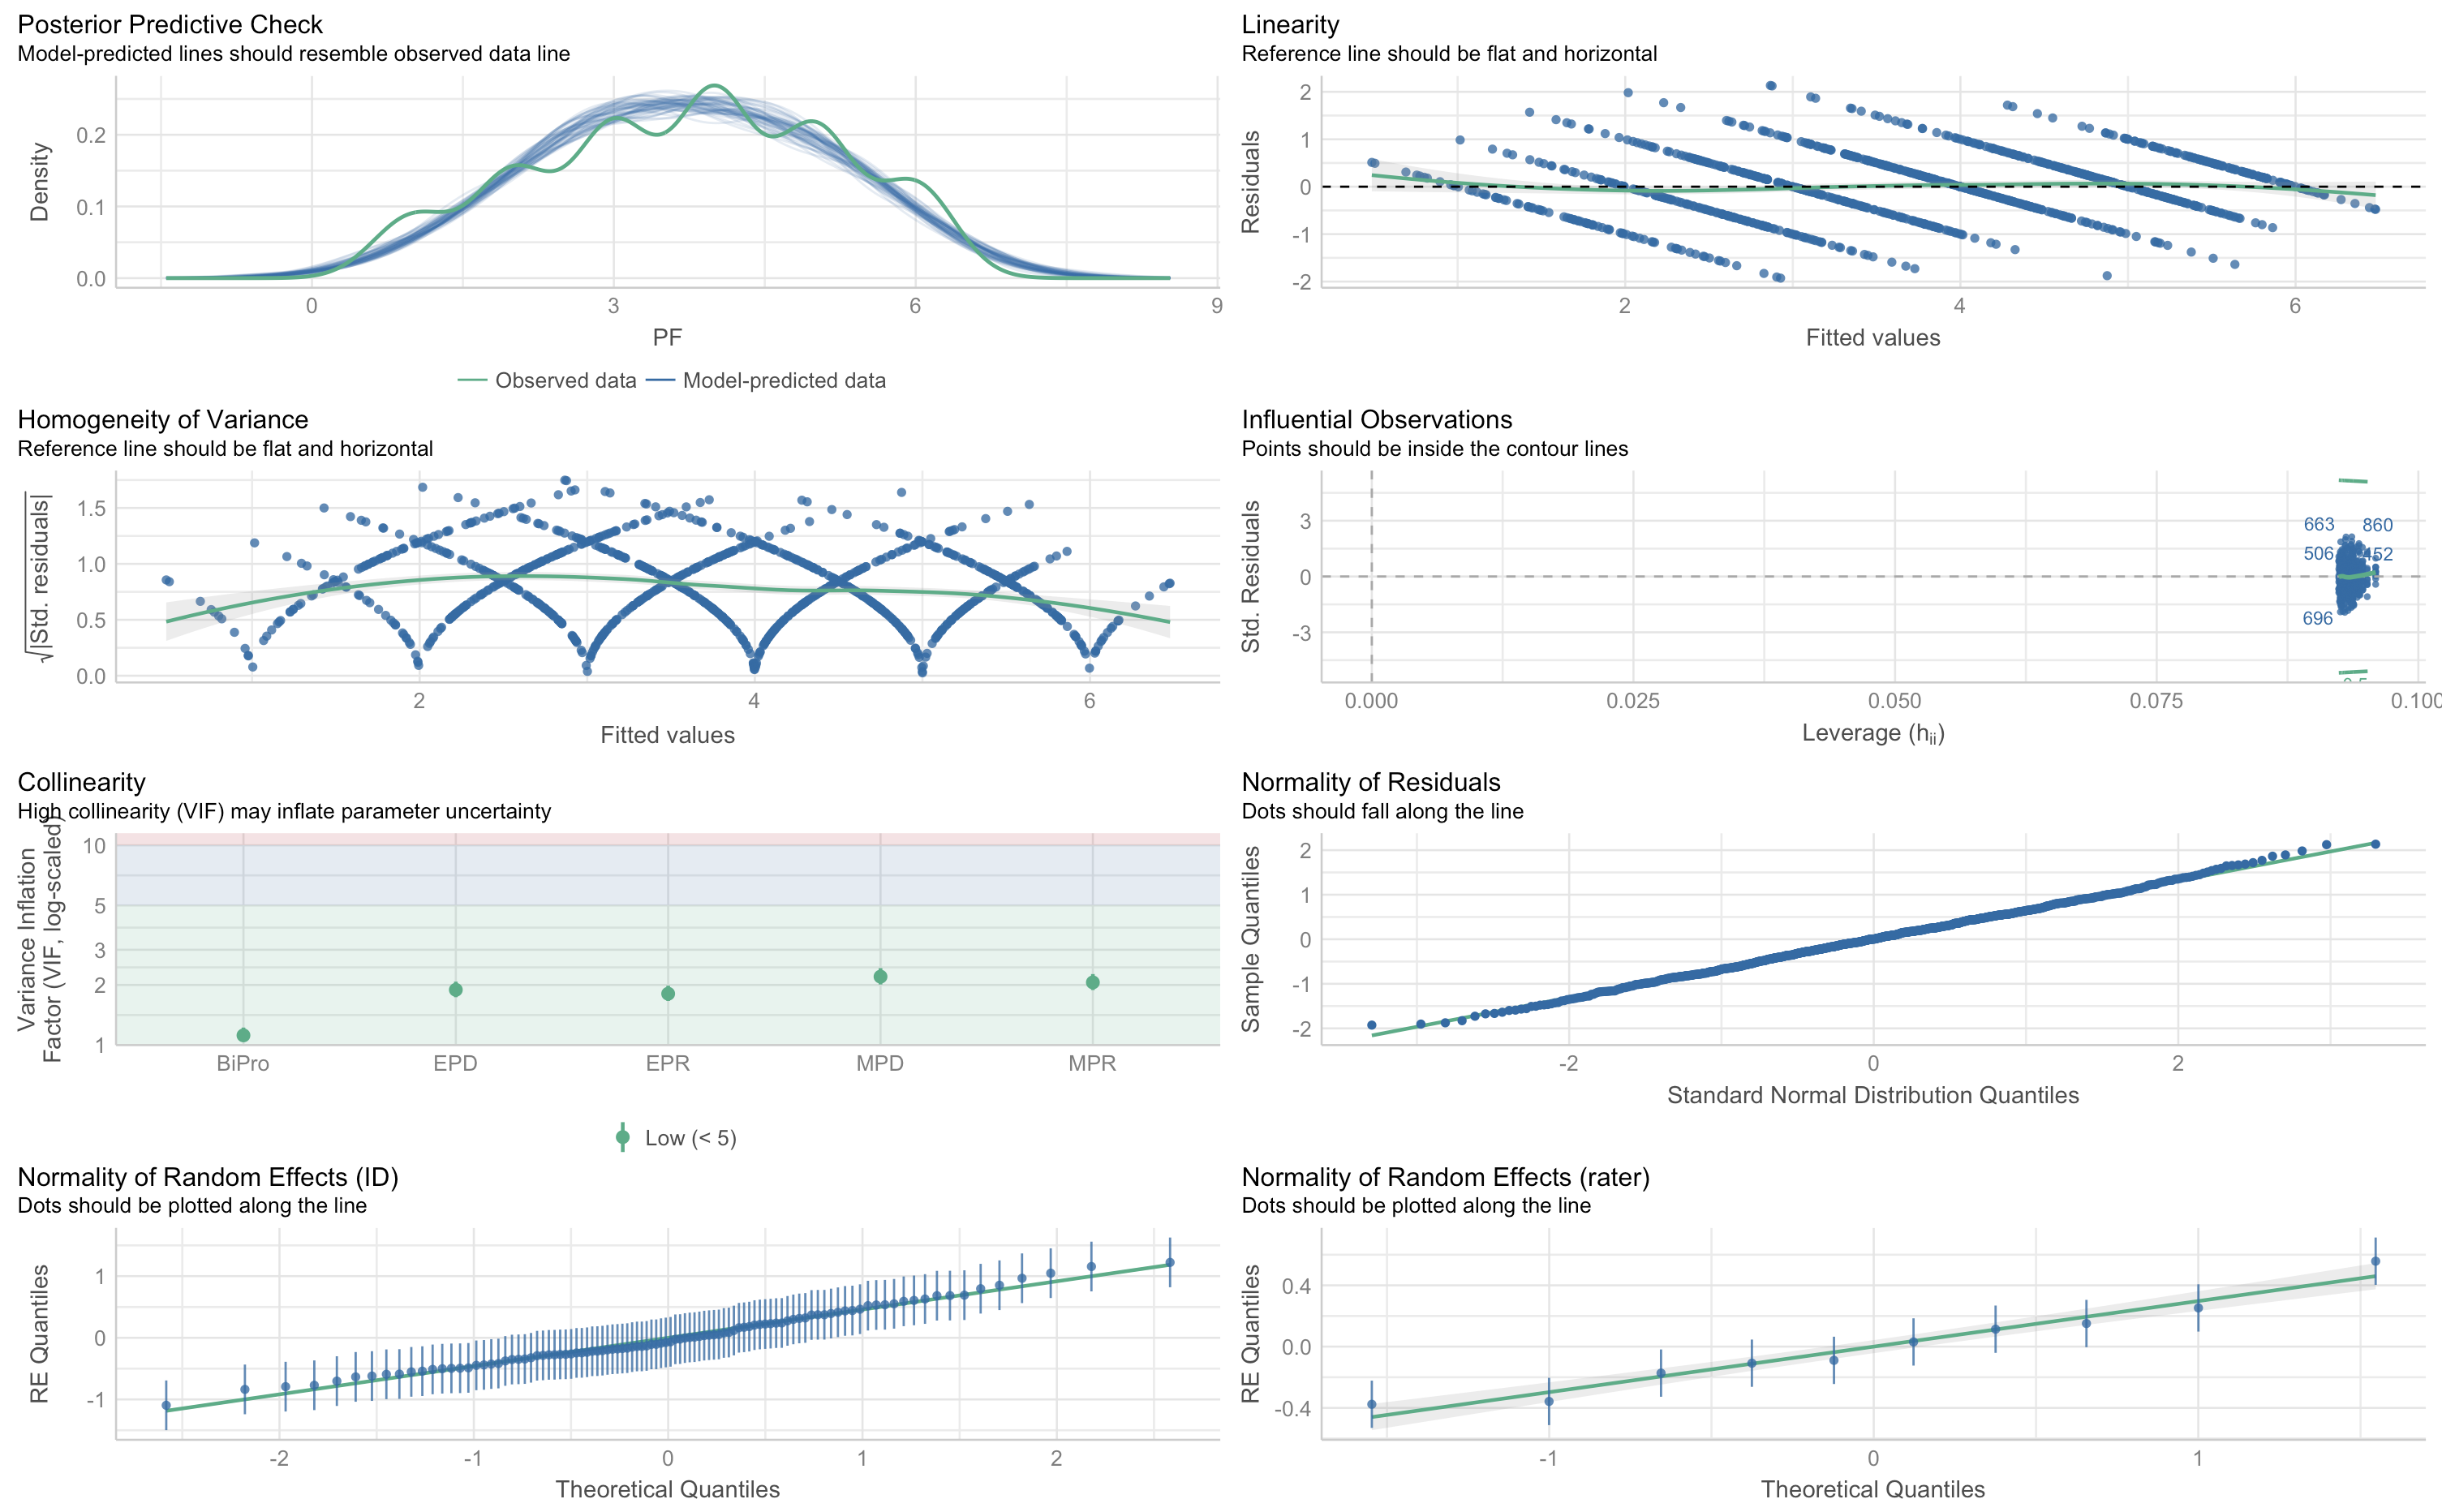 Posterior Predictive Check
Model-predicted lines should resemble observed data line
Density
0.2
0.1
0.0
0
3
6
9
PF
Observed data
Model-predicted data
Linearity
Reference line should be flat and horizontal
Residuals
2
1
0
-1
-2
2
4
6
Fitted values
Homogeneity of Variance
Reference line should be flat and horizontal
√|Std. residuals|
1.5
1.0
0.5
0.0
2
4
6
Fitted values
Influential Observations
Points should be inside the contour lines
Std. Residuals
3
0
-3
663
860
506
452
696
0.5
0.000
0.025
0.050
0.075
0.100
Leverage (hii)
Collinearity
High collinearity (VIF) may inflate parameter uncertainty
Variance Inflation
Factor (VIF, log-scaled)
10
5
3
2
1
BiPro
EPD
EPR
MPD
MPR
Low (< 5)
Normality of Residuals
Dots should fall along the line
Sample Quantiles
2
1
0
-1
-2
-2
0
2
Standard Normal Distribution Quantiles
Normality of Random Effects (ID)
Dots should be plotted along the line
RE Quantiles
1
0
-1
-2
-1
0
1
2
Theoretical Quantiles
Normality of Random Effects (rater)
Dots should be plotted along the line
RE Quantiles
0.4
0.0
-0.4
-1
0
1
Theoretical Quantiles